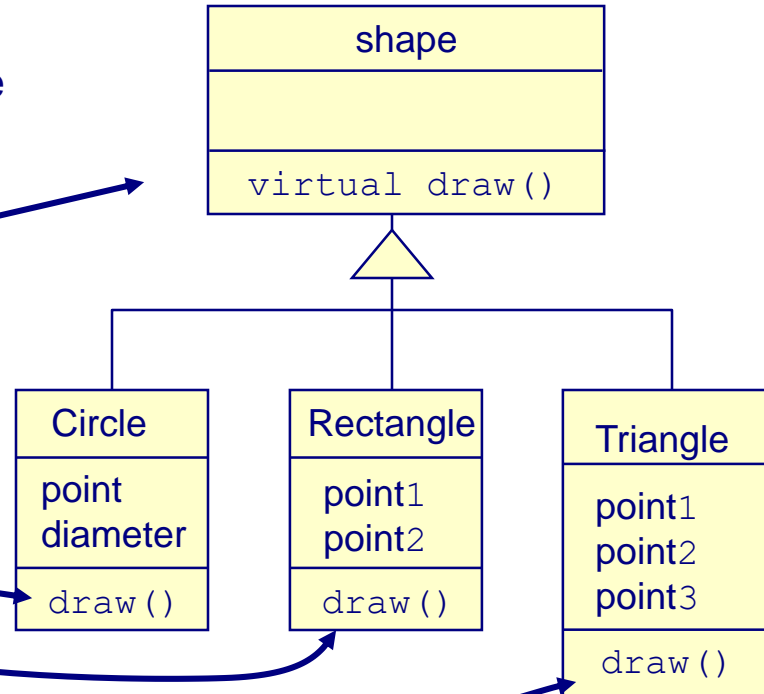 shape
e
virtual draw()
Circle
point
diameter
draw()
Rectangle
point1
point2
draw()
Triangle
point1
point2
point3
draw()